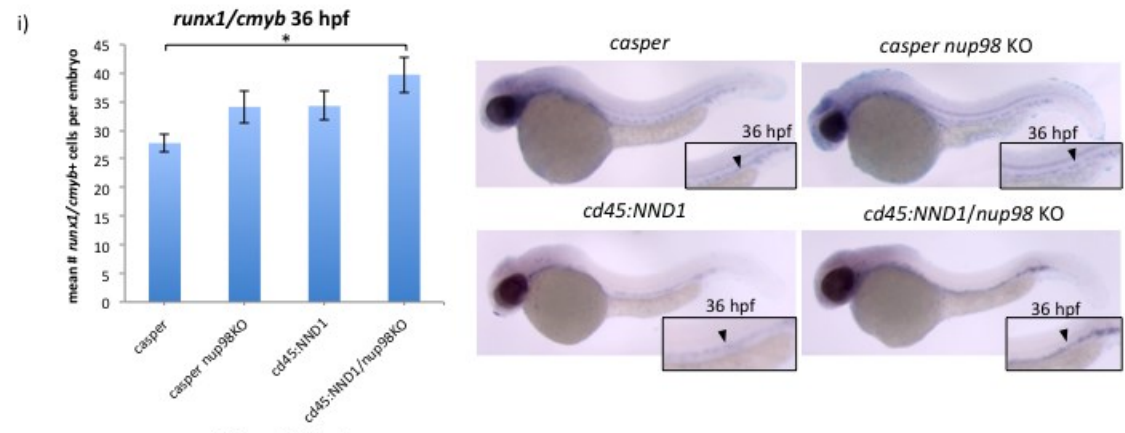 i)
runx1/cmyb 36 hpf
*
mean # runx1/cmyb+ cells per embryo
45
40
35
30
25
20
15
10
5
0
casper
casper nup98KO
cd45:NND1
cd45:NND1/nup98KO
casper
casper nup98 KO
36 hpf
36 hpf
cd45:NND1
cd45:NND1/nup98 KO
36 hpf
36 hpf